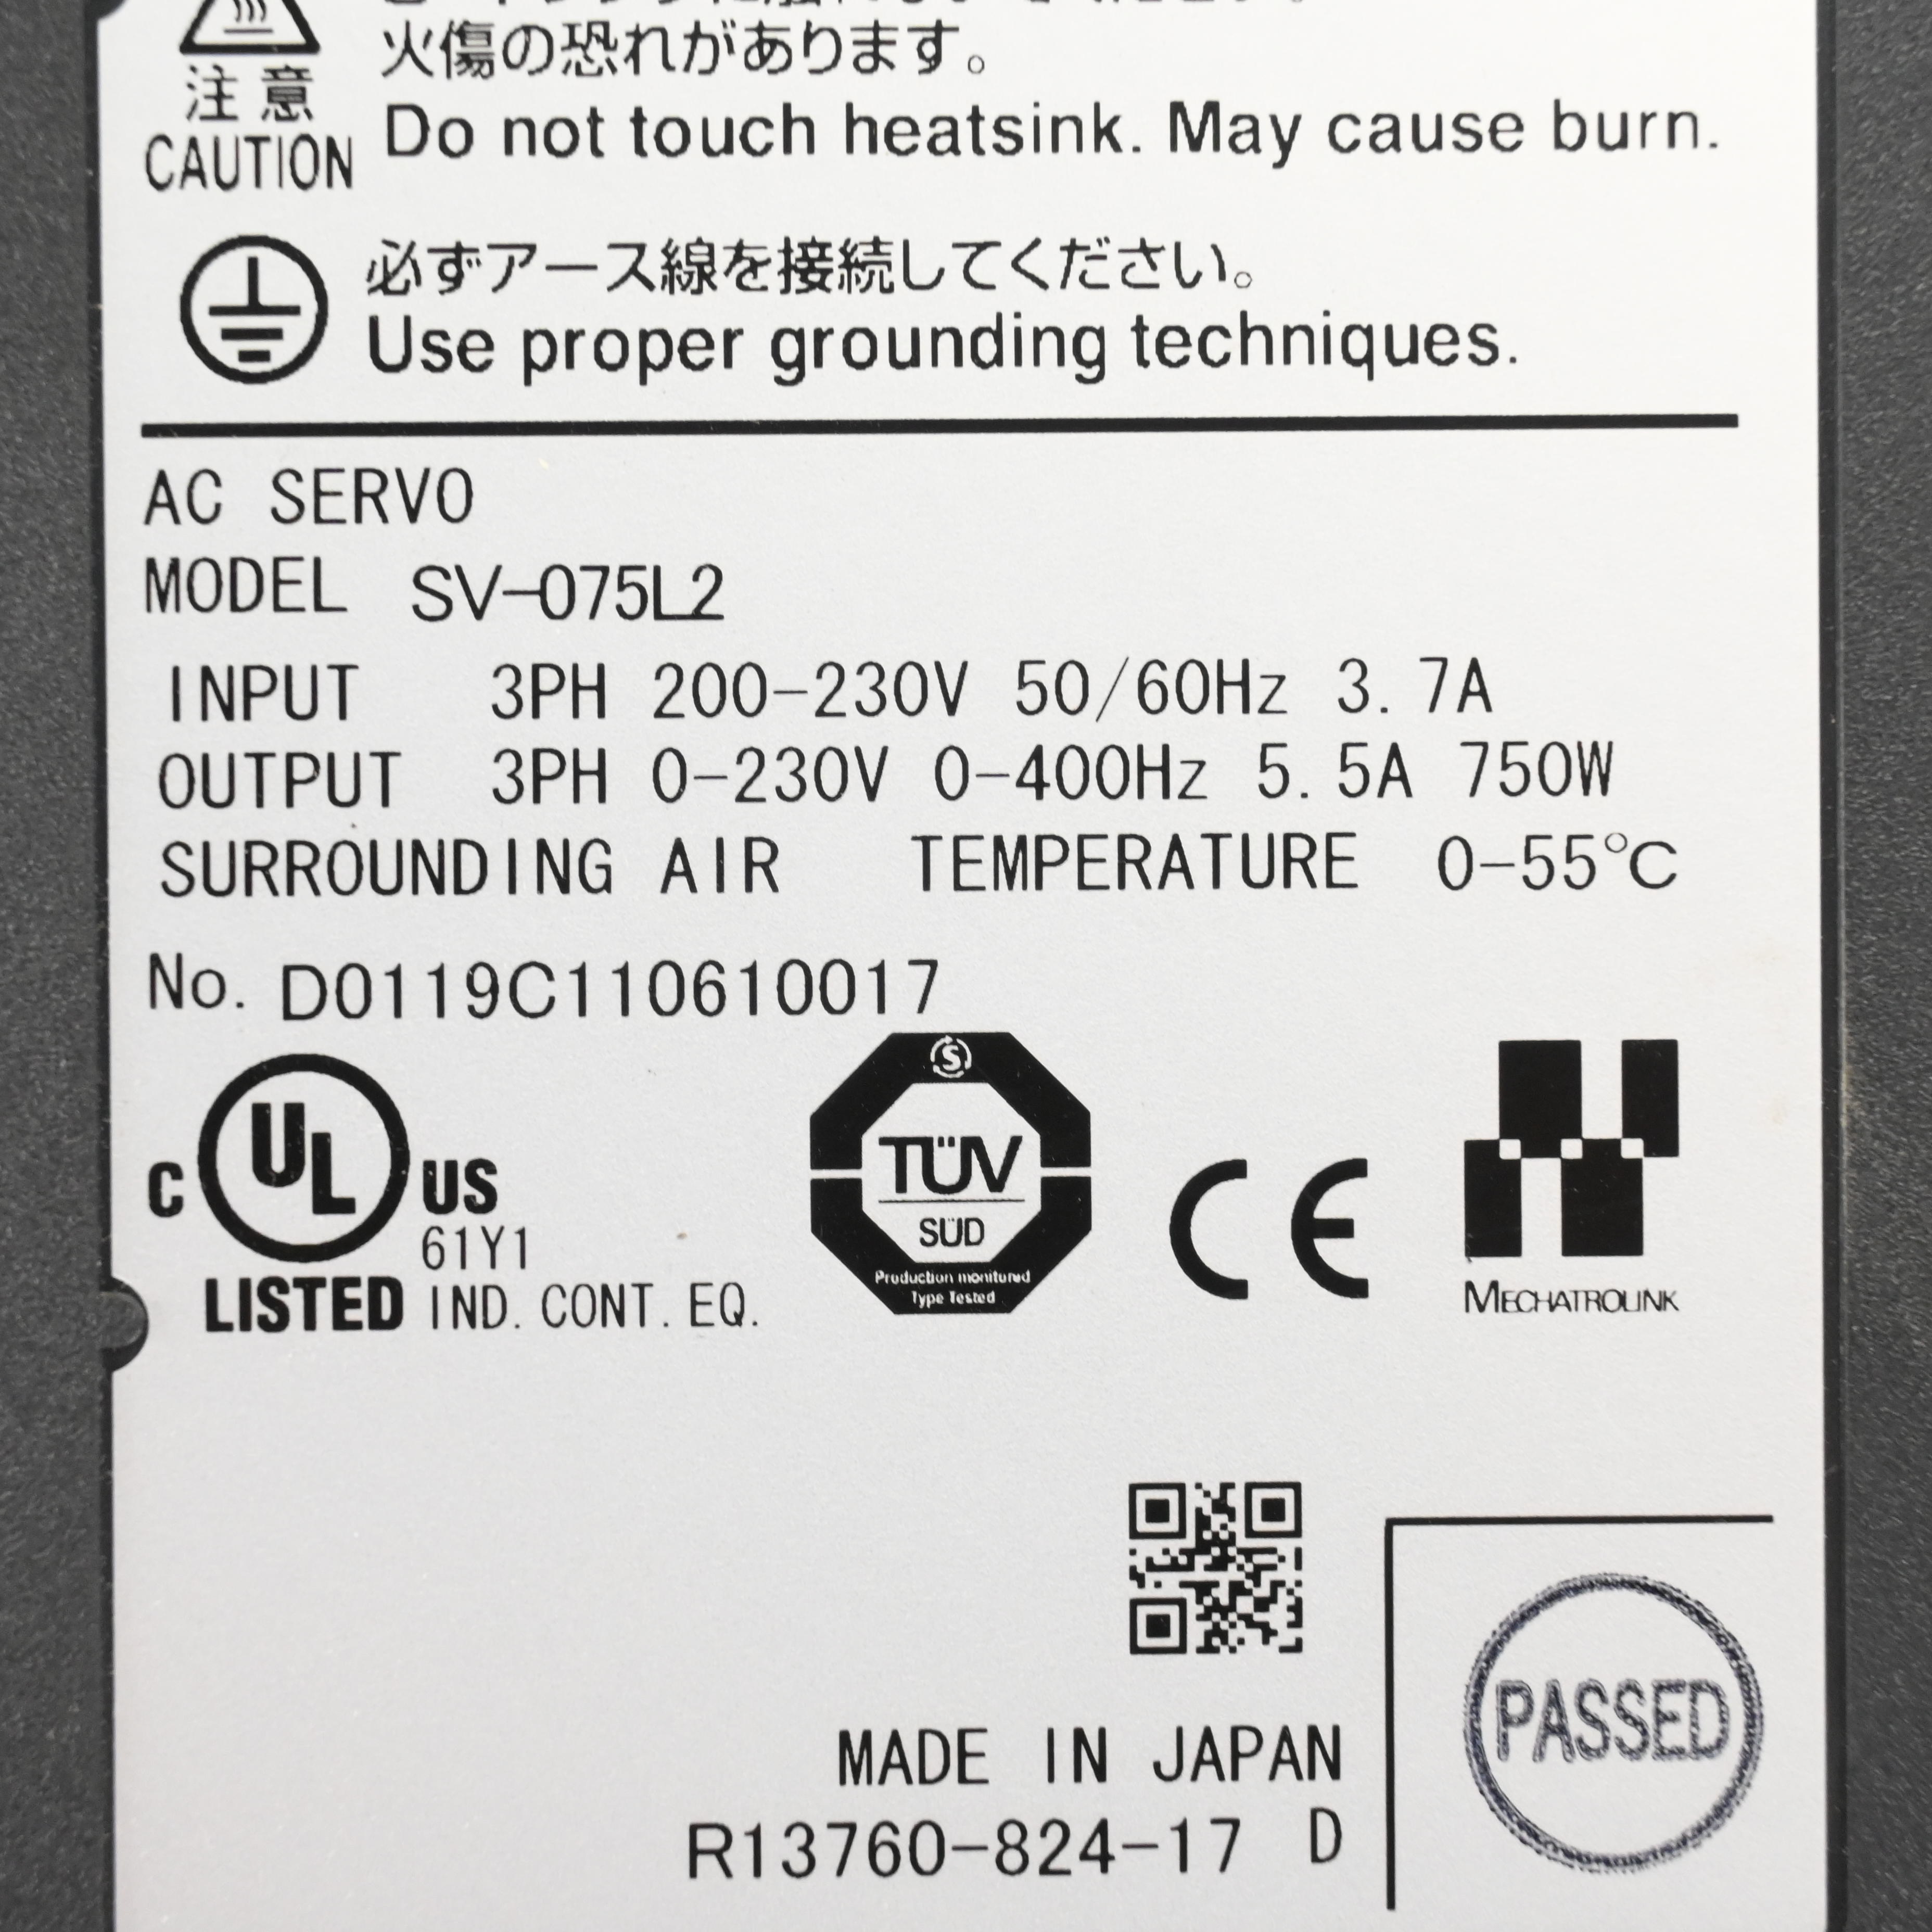 火傷の恐れがあります。
注意
CAUTION
Do not touch heatsink. May cause burn.
必ずアース線を接続してください。
Use proper grounding techniques.
AC SERVO
MODEL SV-075L2
INPUT 3PH 200-230V 50/60Hz 3.7A
OUTPUT 3PH 0-230V 0-400Hz 5.5A 750W
SURROUNDING AIR TEMPERATURE 0-55℃
No. D0119C110610017
C UL US
61Y1
LISTED IND. CONT. EQ.
S
TÜV
SÜD
Production monitored
Type Tested
CE
MECHATROLINK
MADE IN JAPAN
R13760-824-17 D
PASSED